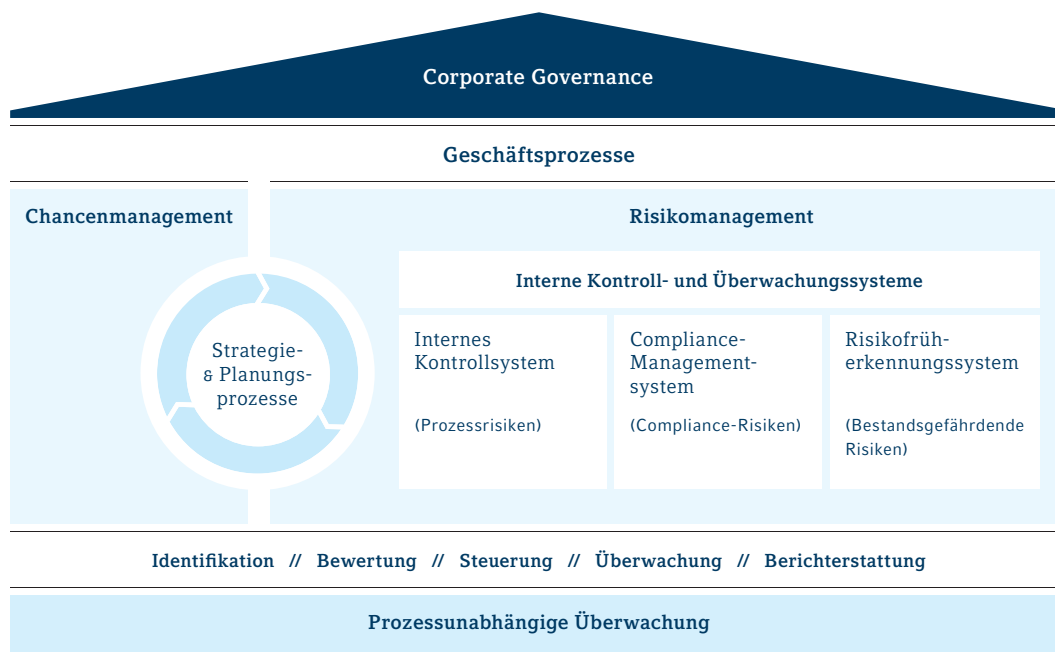 Corporate Governance
Geschäftsprozesse
Chancenmanagement
Risikomanagement
Strategie-
& Planungs-
prozesse
Interne Kontroll- und Überwachungssysteme
Internes
Kontrollsystem
(Prozessrisiken)
Compliance-
Management-
system
(Compliance-Risiken)
Risikofrüh-
erkennungssystem
(Bestandsgefährdende
Risiken)
Identifikation // Bewertung // Steuerung // Überwachung // Berichterstattung
Prozessunabhängige Überwachung